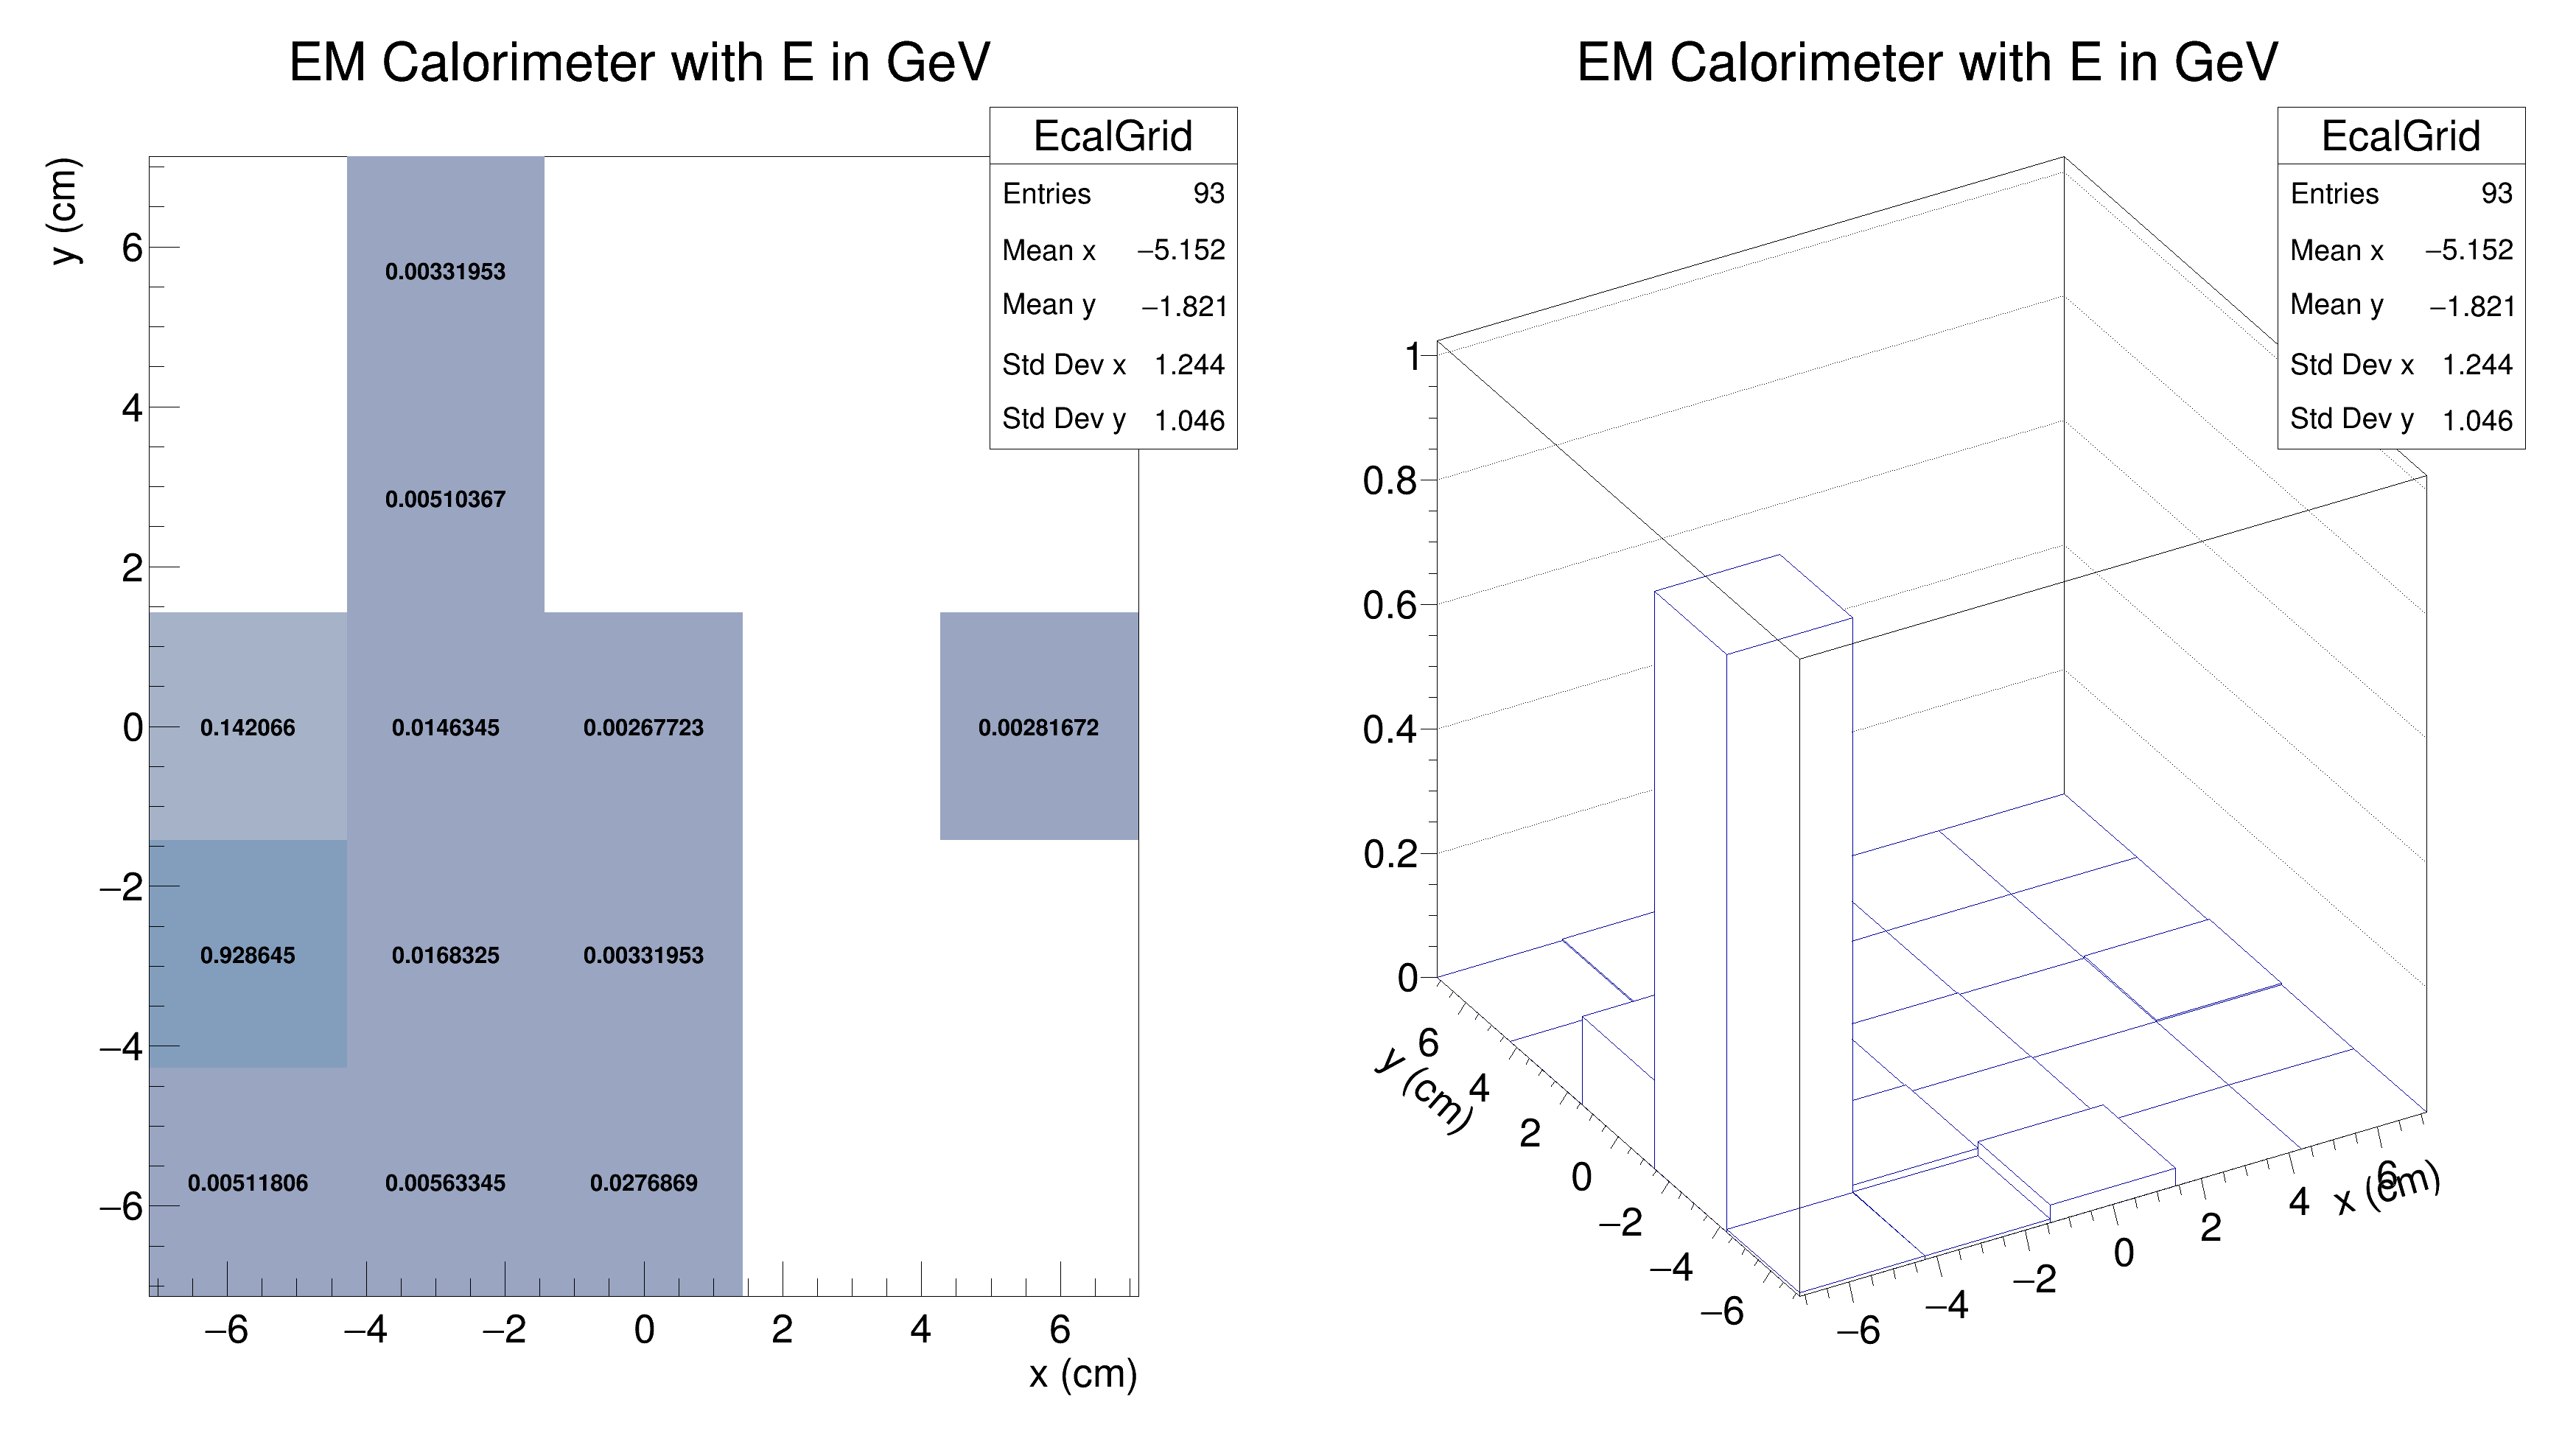 EM Calorimeter with E in GeV
EcalGrid
Entries 93
Mean x −5.152
Mean y −1.821
Std Dev x 1.244
Std Dev y 1.046
y (cm)
6
4
2
0
−2
−4
−6
0.00331953
0.00510367
0.142066 0.0146345 0.00267723 0.00281672
0.928645 0.0168325 0.00331953
0.00511806 0.00563345 0.0276869
−6 −4 −2 0 2 4 6
x (cm)
EM Calorimeter with E in GeV
EcalGrid
Entries 93
Mean x −5.152
Mean y −1.821
Std Dev x 1.244
Std Dev y 1.046
1
0.8
0.6
0.4
0.2
0
y (cm)
6
4
2
0
−2
−4
−6
−6 −4 −2 0 2 4 6
x (cm)